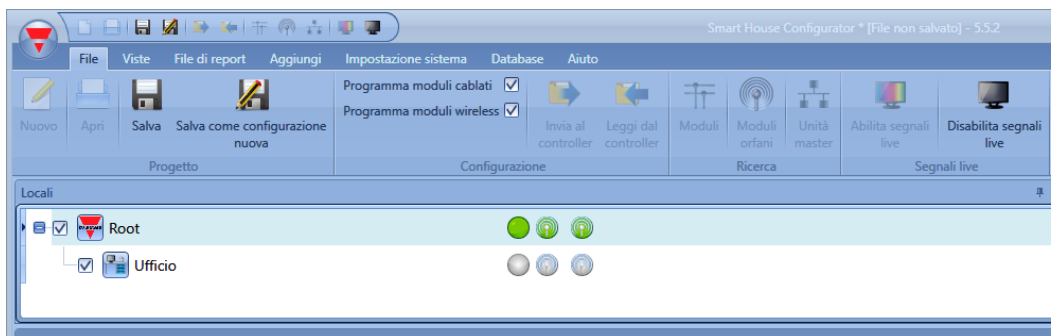 Smart House Configurator * [File non salvato] - 5.5.2
File Viste File di report Aggiungi Impostazione sistema Database Aiuto
Programma moduli cablati
Programma moduli wireless
Nuovo Apri Salva Salva come configurazione nuova Invia al controller Leggi dal controller Moduli Moduli orfani Unità master Abilita segnali live Disabilita segnali live
Progetto Configurazione Ricerca Segnali live
Locali
Root
Ufficio